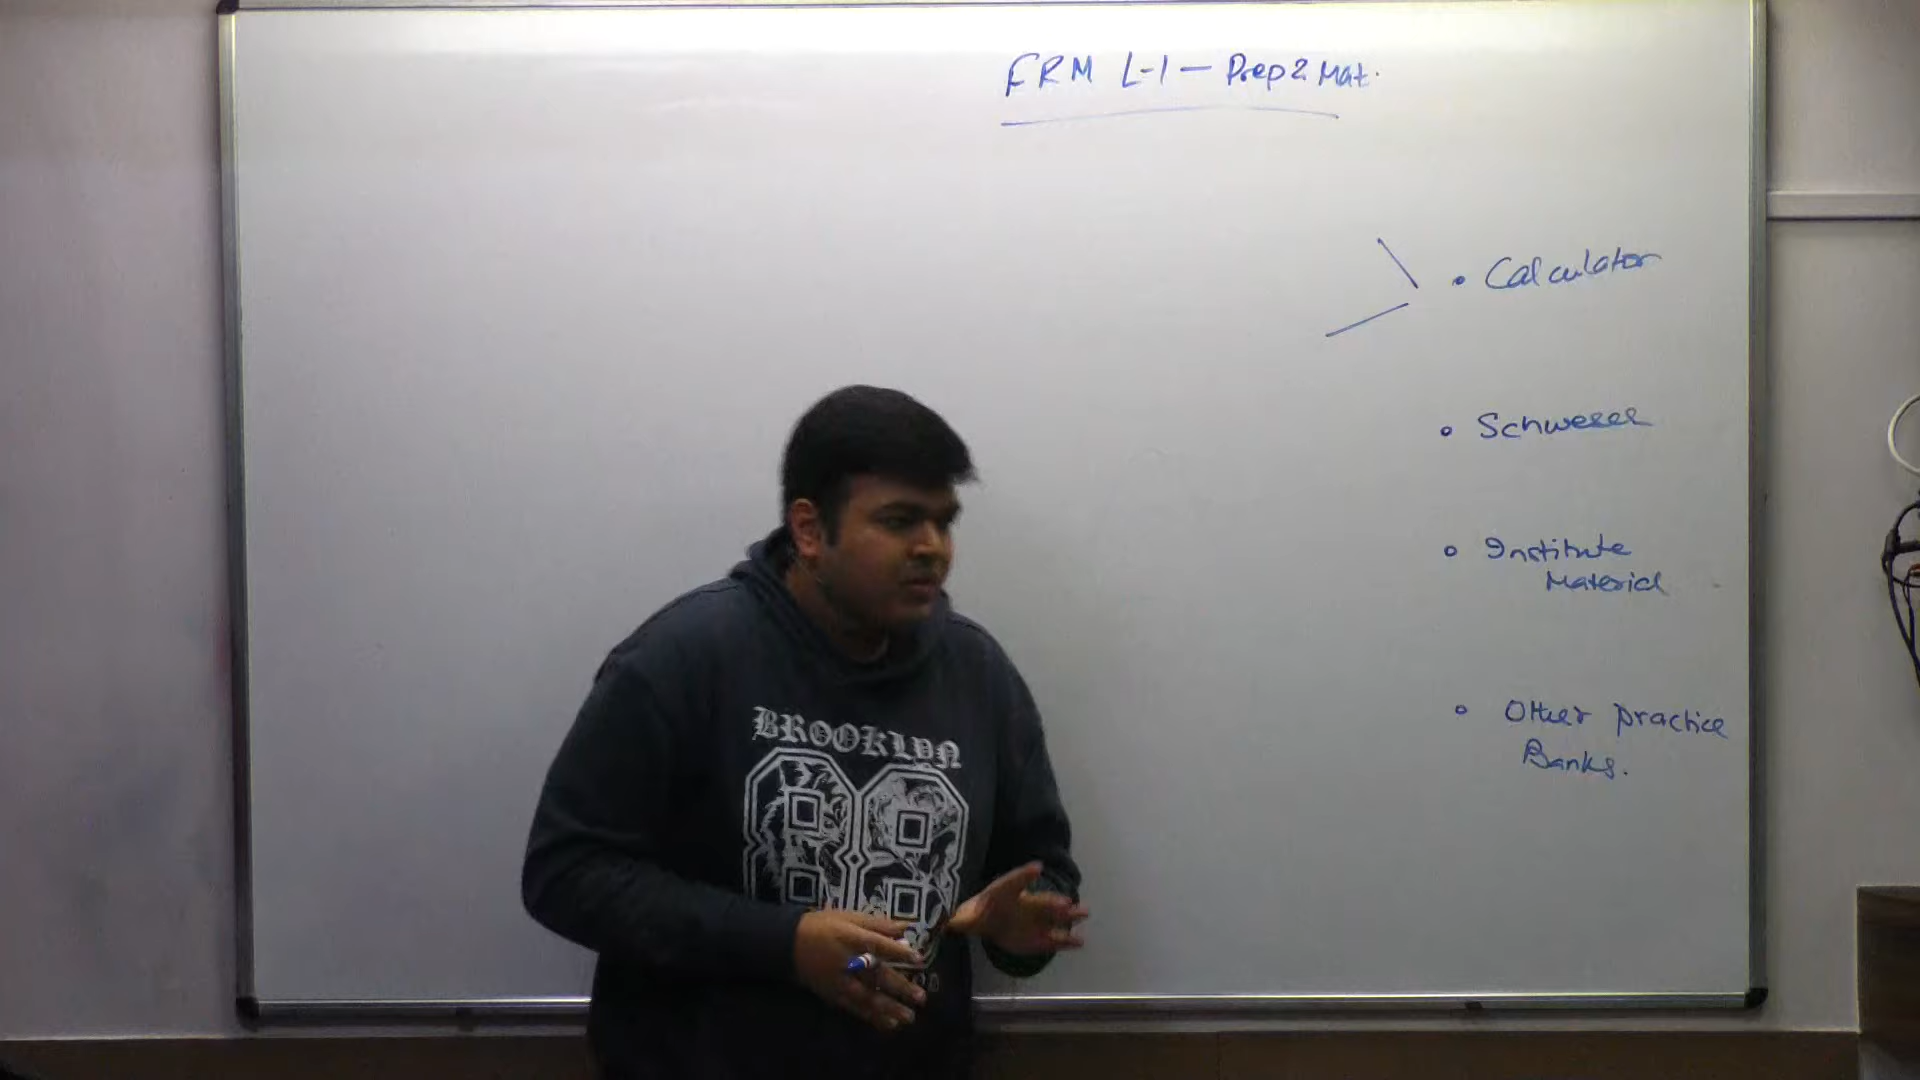 FRM L-1 – Prep & Mat.
• Calculator
• Schweser
• Institute
Material
• Other practice
Banks.
BROOKLYN
88